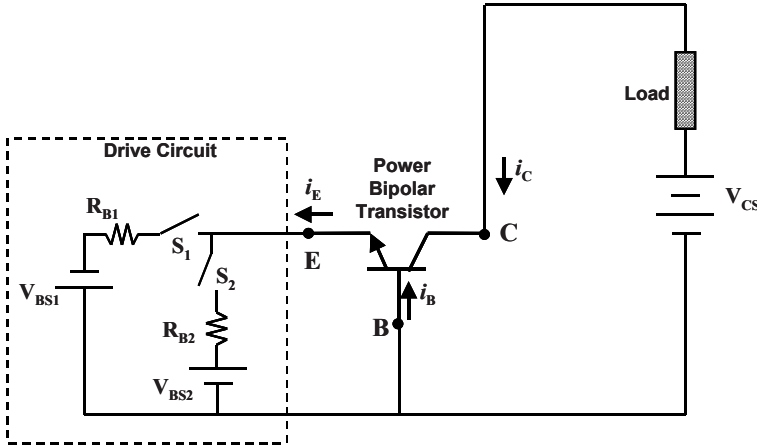 Load
Drive Circuit
Power
Bipolar
Transistor
i_E
i_C
R_B1
V_CS
S_1
E
C
S_2
V_BS1
i_B
R_B2
B
V_BS2